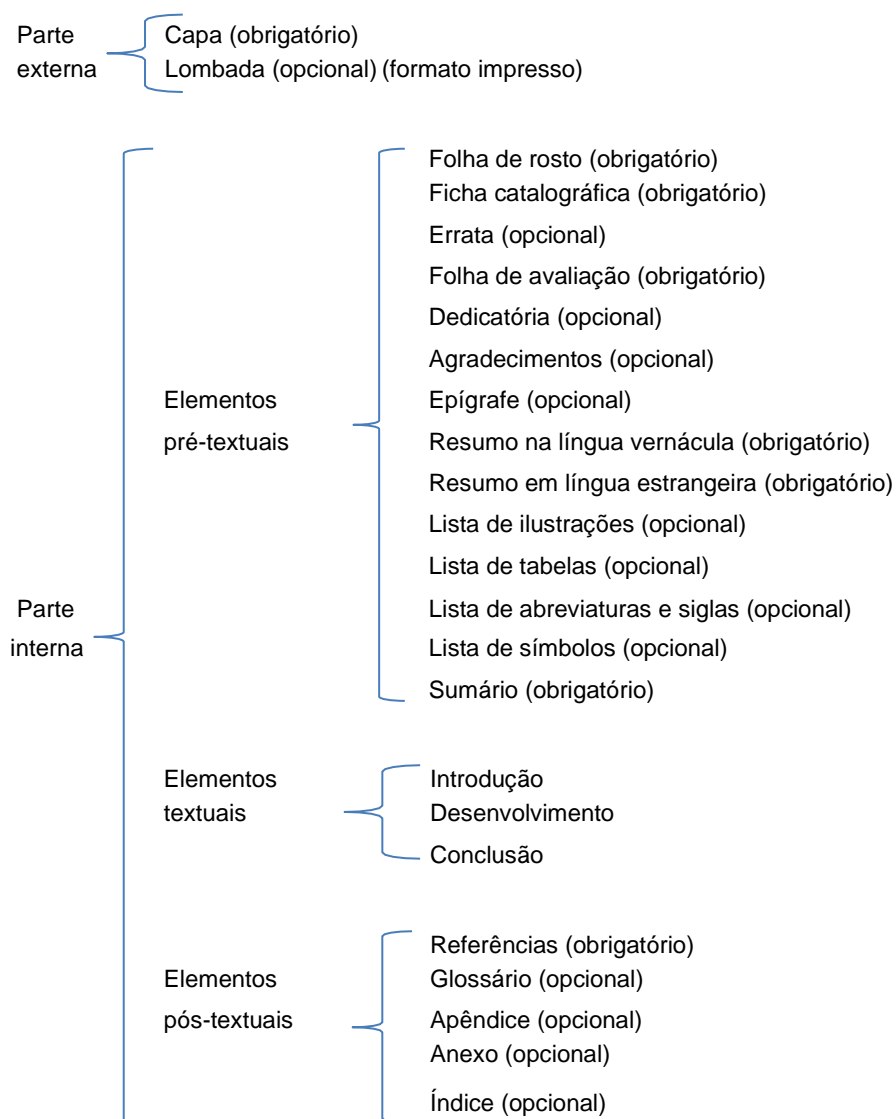 Parte
externa
Capa (obrigatório)
Lombada (opcional) (formato impresso)
Parte
interna
Elementos
pré-textuais
Folha de rosto (obrigatório)
Ficha catalográfica (obrigatório)
Errata (opcional)
Folha de avaliação (obrigatório)
Dedicatória (opcional)
Agradecimentos (opcional)
Epígrafe (opcional)
Resumo na língua vernácula (obrigatório)
Resumo em língua estrangeira (obrigatório)
Lista de ilustrações (opcional)
Lista de tabelas (opcional)
Lista de abreviaturas e siglas (opcional)
Lista de símbolos (opcional)
Sumário (obrigatório)
Elementos
textuais
Introdução
Desenvolvimento
Conclusão
Elementos
pós-textuais
Referências (obrigatório)
Glossário (opcional)
Apêndice (opcional)
Anexo (opcional)
Índice (opcional)